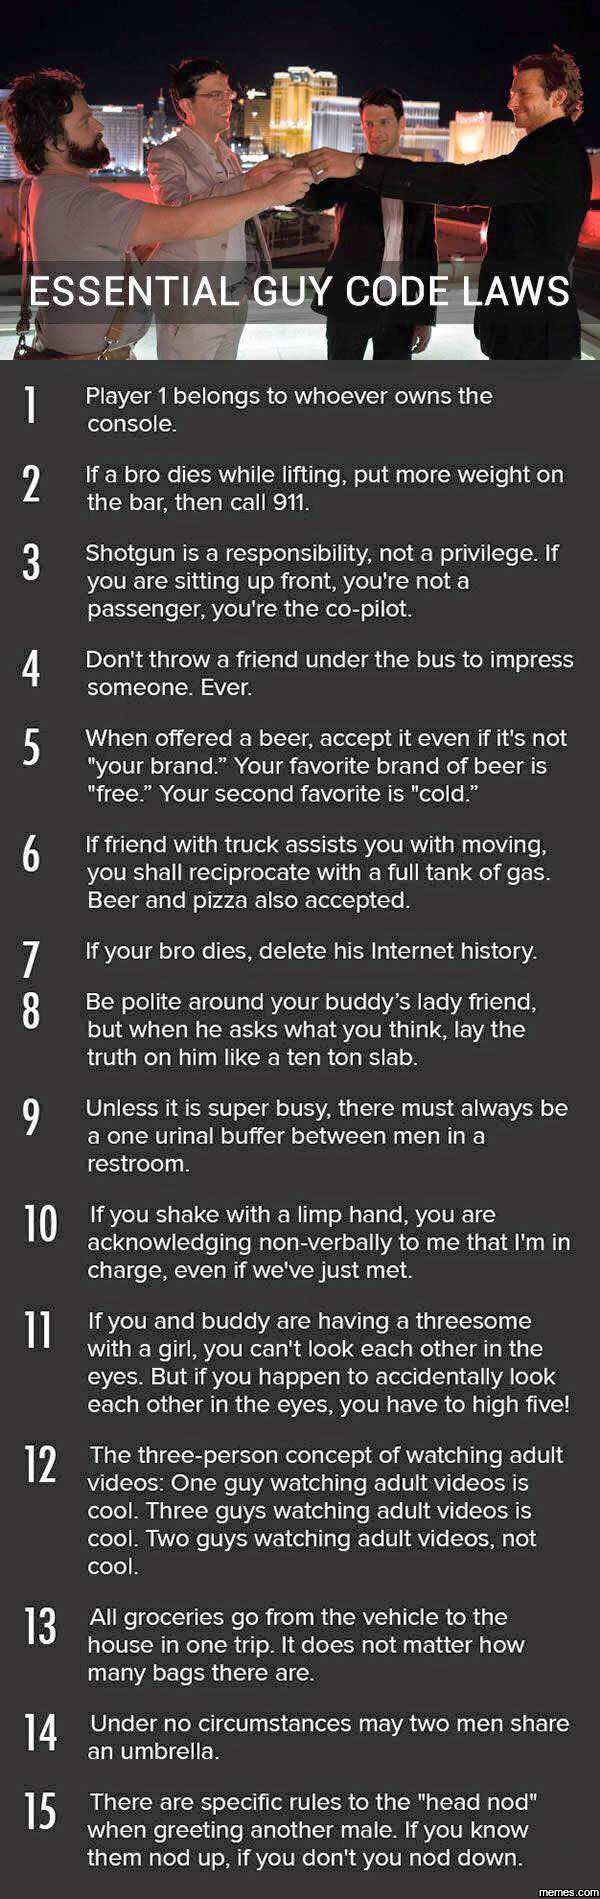 ESSENTIAL GUY CODE LAWS
1
Player 1 belongs to whoever owns the
console.
2
If a bro dies while lifting, put more weight on
the bar, then call 911.
3
Shotgun is a responsibility, not a privilege. If
you are sitting up front, you're not a
passenger, you're the co-pilot.
4
Don't throw a friend under the bus to impress
someone. Ever.
5
When offered a beer, accept it even if it's not
"your brand.” Your favorite brand of beer is
"free.” Your second favorite is "cold.”
6
If friend with truck assists you with moving,
you shall reciprocate with a full tank of gas.
Beer and pizza also accepted.
7
If your bro dies, delete his Internet history.
8
Be polite around your buddy’s lady friend,
but when he asks what you think, lay the
truth on him like a ten ton slab.
9
Unless it is super busy, there must always be
a one urinal buffer between men in a
restroom.
10
If you shake with a limp hand, you are
acknowledging non-verbally to me that I'm in
charge, even if we've just met.
11
If you and buddy are having a threesome
with a girl, you can't look each other in the
eyes. But if you happen to accidentally look
each other in the eyes, you have to high five!
12
The three-person concept of watching adult
videos: One guy watching adult videos is
cool. Three guys watching adult videos is
cool. Two guys watching adult videos, not
cool.
13
All groceries go from the vehicle to the
house in one trip. It does not matter how
many bags there are.
14
Under no circumstances may two men share
an umbrella.
15
There are specific rules to the "head nod"
when greeting another male. If you know
them nod up, if you don't you nod down.
memes.com